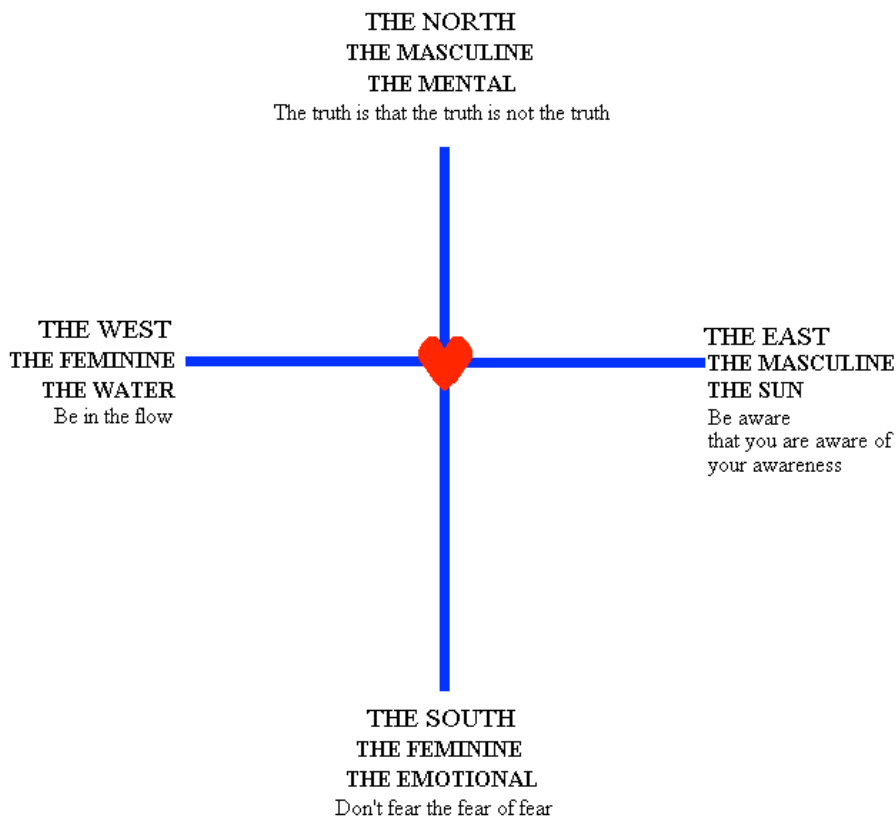 THE NORTH
THE MASCULINE
THE MENTAL
The truth is that the truth is not the truth
THE WEST
THE FEMININE
THE WATER
Be in the flow
THE EAST
THE MASCULINE
THE SUN
Be aware
that you are aware of
your awareness
THE SOUTH
THE FEMININE
THE EMOTIONAL
Don't fear the fear of fear